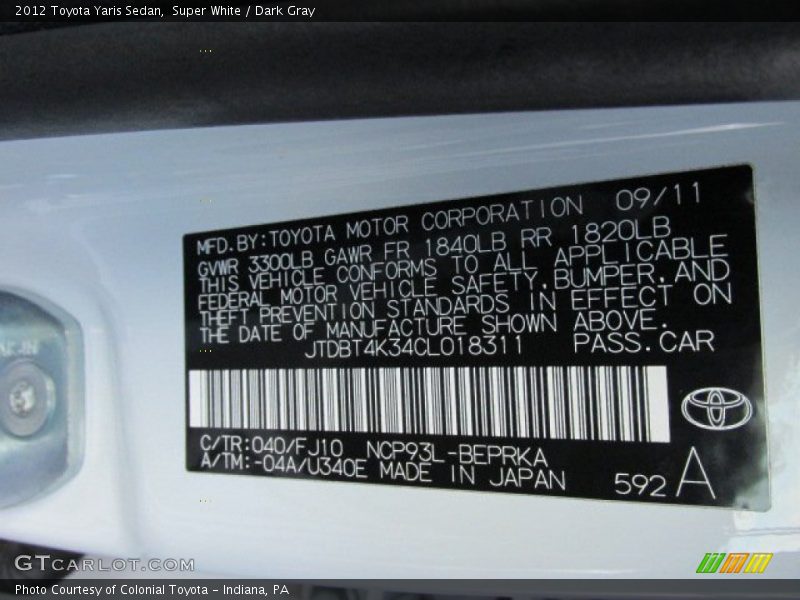 2012 Toyota Yaris Sedan,  Super White / Dark Gray
MFD.BY:TOYOTA MOTOR CORPORATION 09/11
GVWR 3300LB GAWR FR 1840LB RR 1820LB
THIS VEHICLE CONFORMS TO ALL APPLICABLE
FEDERAL MOTOR VEHICLE SAFETY,BUMPER,AND
THEFT PREVENTION STANDARDS IN EFFECT ON
THE DATE OF MANUFACTURE SHOWN ABOVE.
JTDBT4K34CL018311 PASS.CAR
C/TR:040/FJ10 NCP93L-BEPRKA
A/TM:-04A/U340E MADE IN JAPAN
592 A
GTCARLOT.COM
Photo Courtesy of Colonial Toyota - Indiana, PA